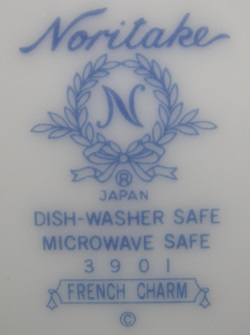 Noritake
N
®
JAPAN
DISH-WASHER SAFE
MICROWAVE SAFE
3901
FRENCH CHARM
©